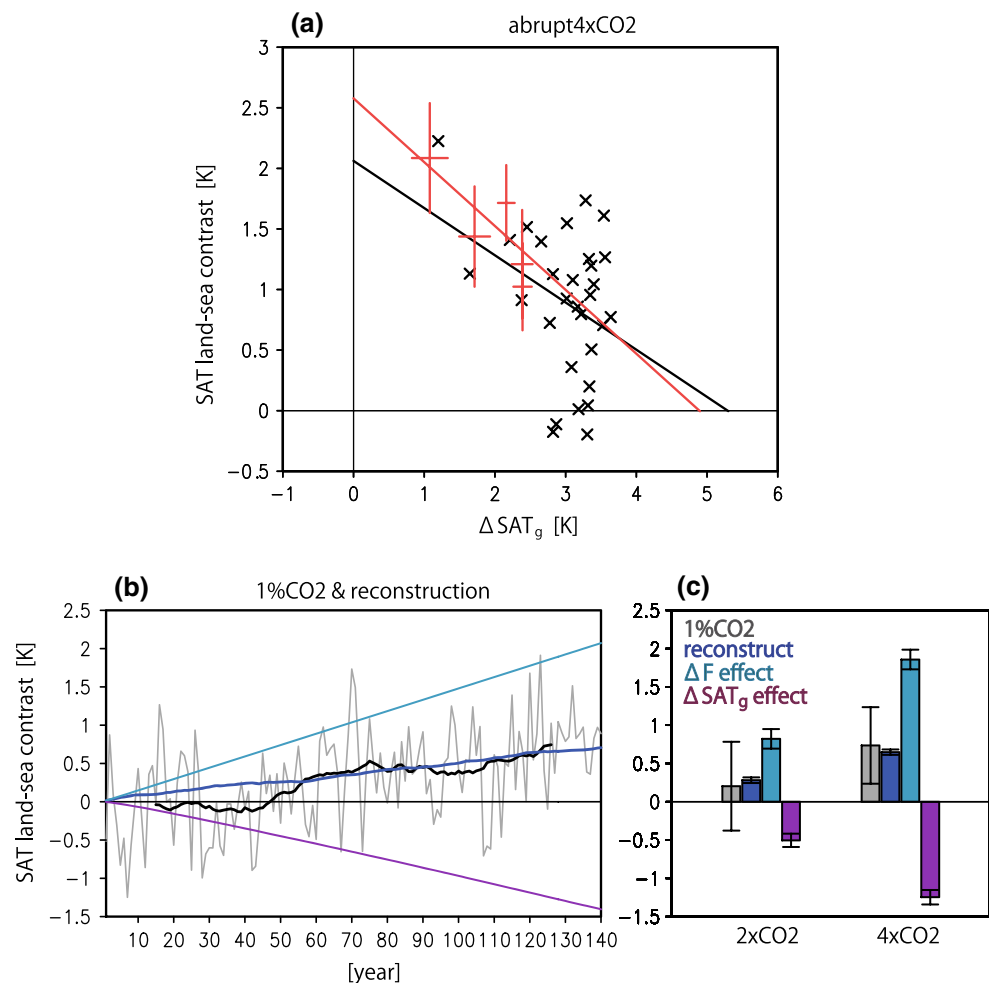 (a)
abrupt4xCO2
SAT land-sea contrast [K]
3
2.5
2
1.5
1
0.5
0
−0.5
−1 0 1 2 3 4 5 6
Δ SATg [K]
(b)
1%CO2 & reconstruction
SAT land-sea contrast [K]
2.5
2
1.5
1
0.5
0
−0.5
−1
−1.5
10 20 30 40 50 60 70 80 90 100 110 120 130 140
[year]
(c)
2.5
2
1.5
1
0.5
0
−0.5
−1
−1.5
1%CO2
reconstruct
Δ F effect
Δ SATg effect
2xCO2 4xCO2